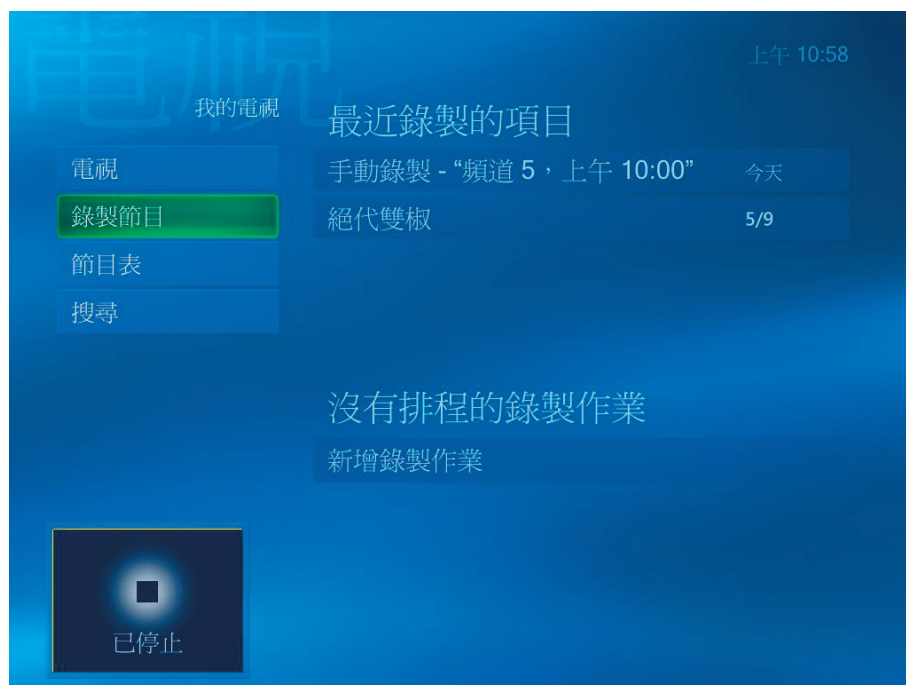 電視
上午 10:58
我的電視
最近錄製的項目
電視
手動錄製 - “頻道 5，上午 10:00” 今天
錄製節目
絕代雙椒 5/9
節目表
搜尋
沒有排程的錄製作業
新增錄製作業
已停止